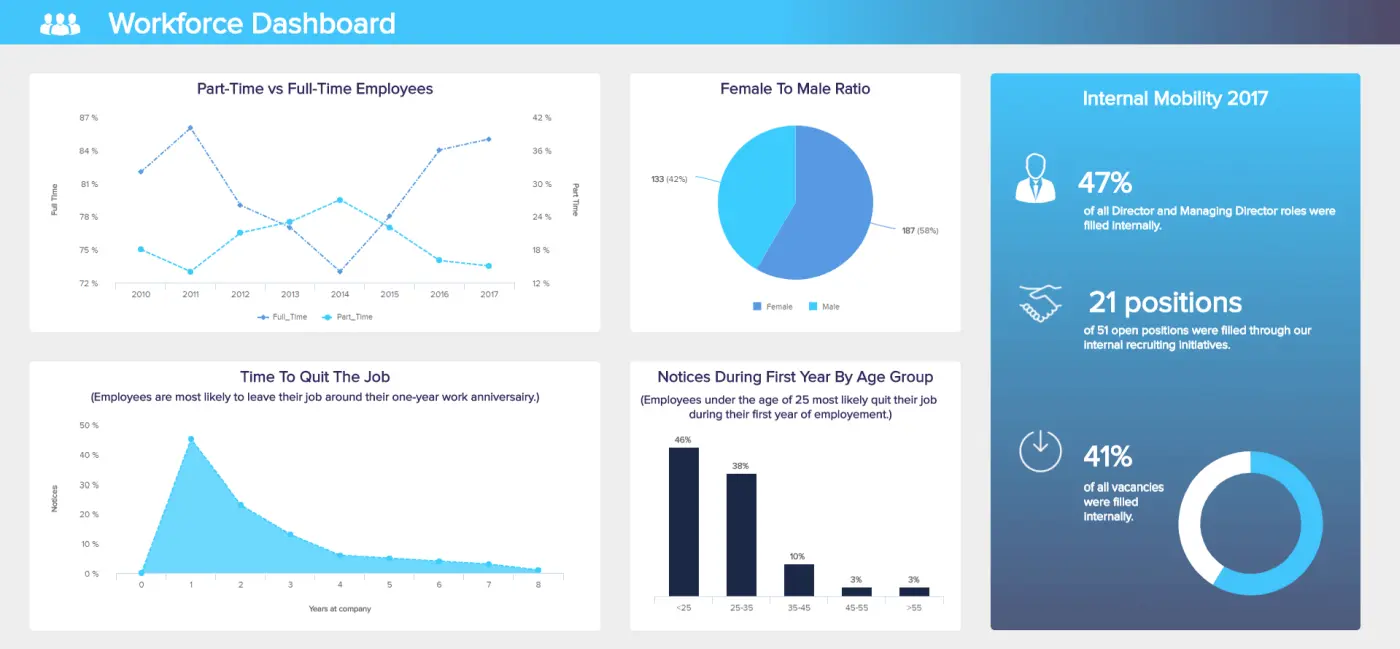 Workforce Dashboard
Part-Time vs Full-Time Employees
87 %
84 %
81 %
78 %
75 %
72 %
Full Time
42 %
36 %
30 %
24 %
18 %
12 %
Part Time
2010 2011 2012 2013 2014 2015 2016 2017
Full_Time Part_Time
Female To Male Ratio
133 (42%)
187 (58%)
Female Male
Internal Mobility 2017
47%
of all Director and Managing Director roles were
filled internally.
21 positions
of 51 open positions were filled through our
internal recruiting initiatives.
41%
of all vacancies
were filled
internally.
Time To Quit The Job
(Employees are most likely to leave their job around their one-year work anniversairy.)
50 %
40 %
30 %
20 %
10 %
0 %
Notices
0 1 2 3 4 5 6 7 8
Years at company
Notices During First Year By Age Group
(Employees under the age of 25 most likely quit their job
during their first year of employement.)
46%
38%
10%
3%
3%
<25 25-35 35-45 45-55 >55